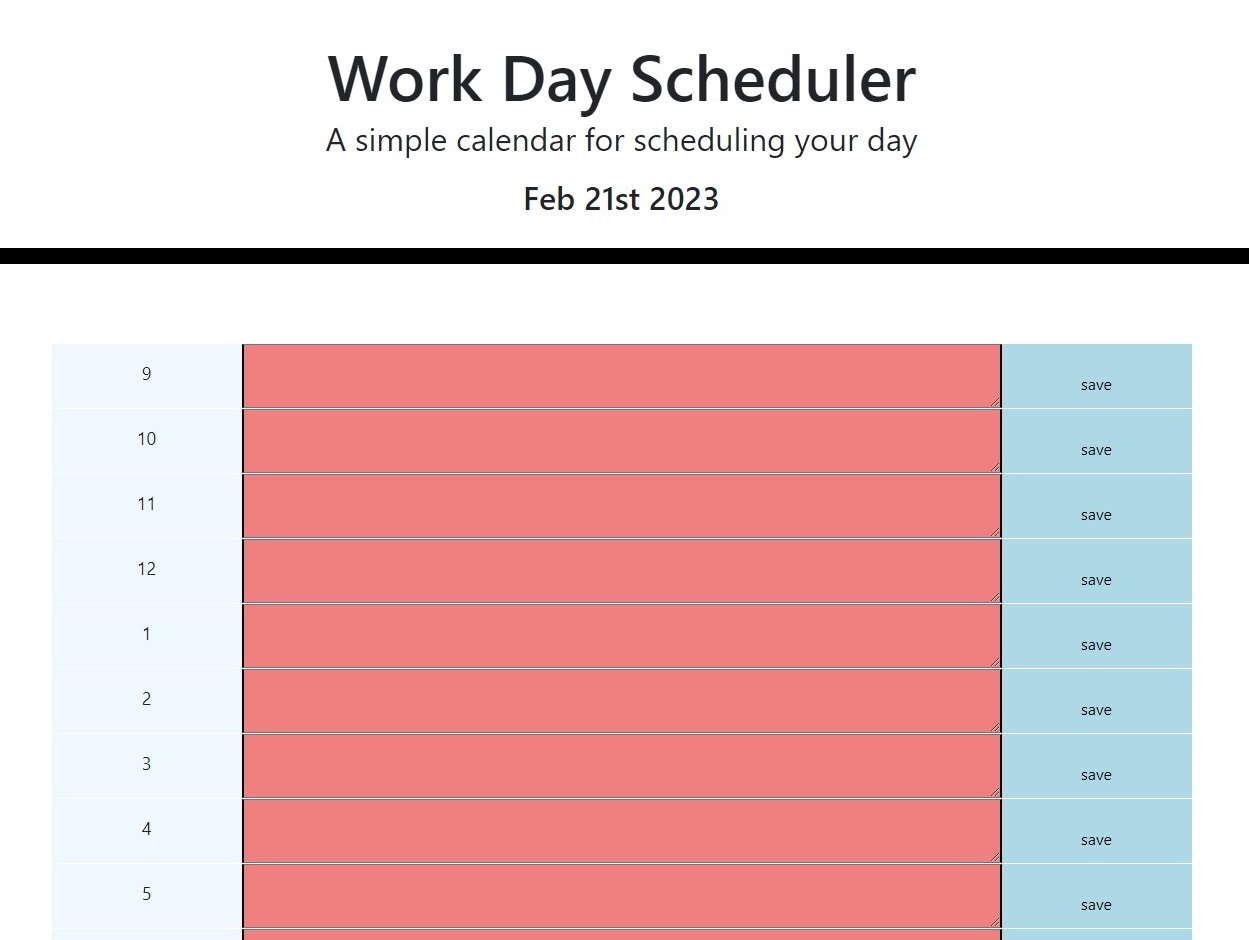 Work Day Scheduler
A simple calendar for scheduling your day
Feb 21st 2023
9 save
10 save
11 save
12 save
1 save
2 save
3 save
4 save
5 save